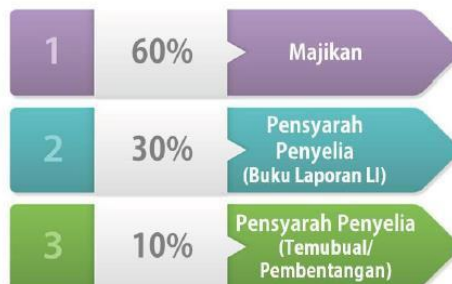 1 60% Majikan
2 30% Pensyarah
Penyelia
(Buku Laporan LI)
3 10% Pensyarah Penyelia
(Temubual/
Pembentangan)